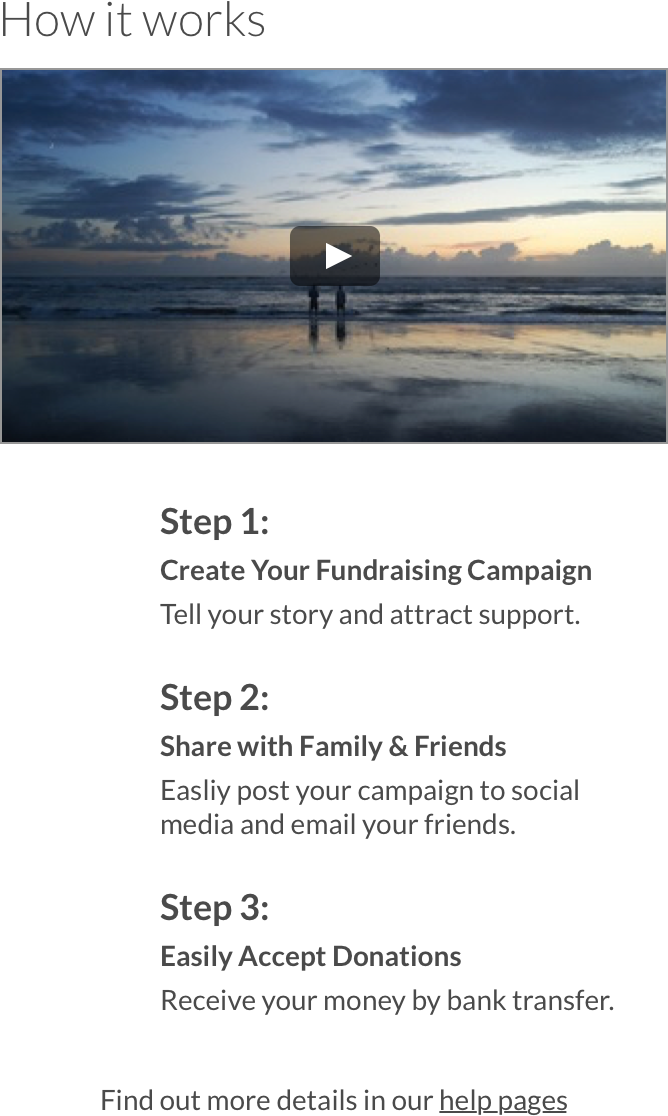 How it works
Step 1:
Create Your Fundraising Campaign
Tell your story and attract support.
Step 2:
Share with Family & Friends
Easliy post your campaign to social
media and email your friends.
Step 3:
Easily Accept Donations
Receive your money by bank transfer.
Find out more details in our help pages